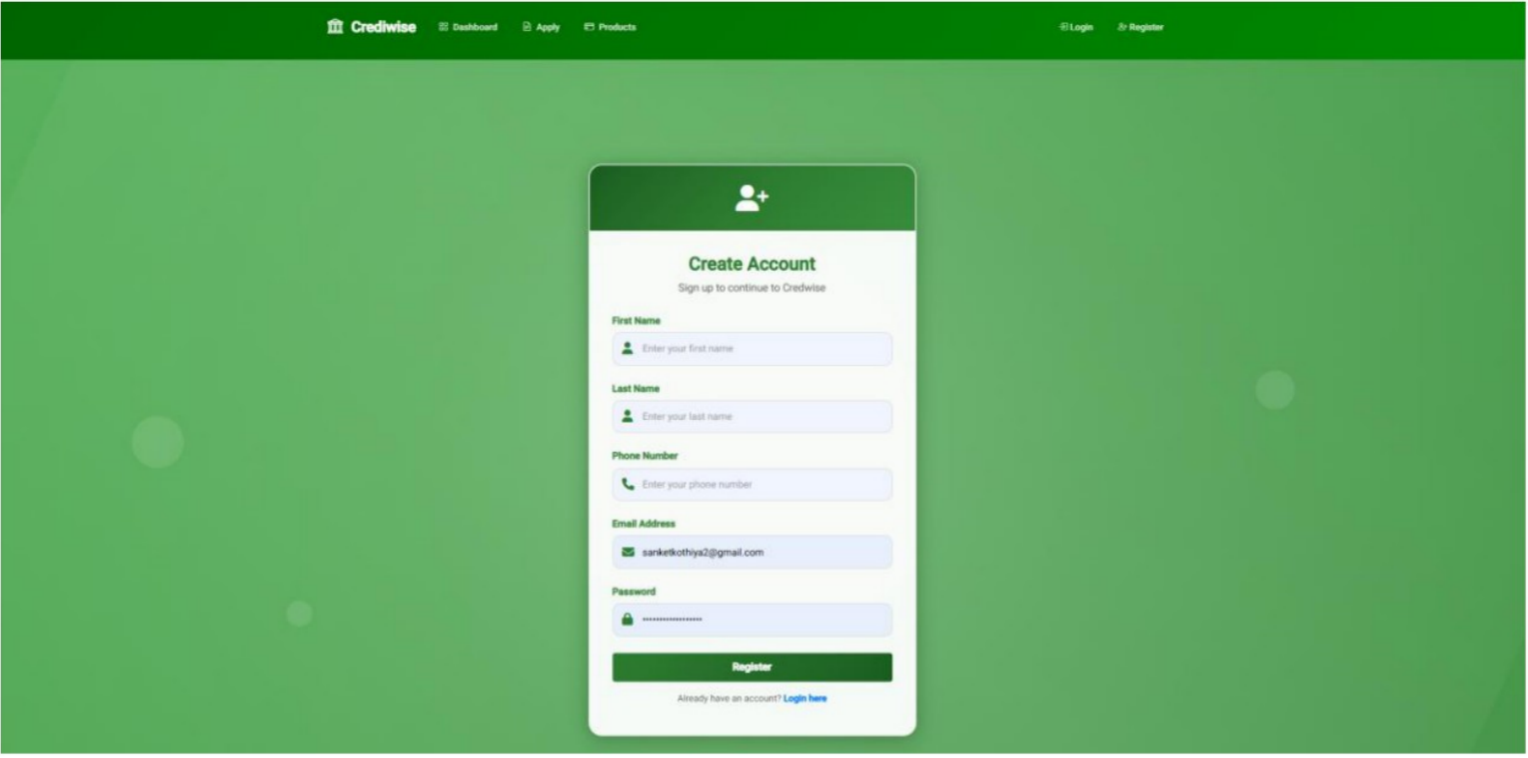 Crediwise Dashboard Apply Products Login Register
Create Account
Sign up to continue to Credwise
First Name
Enter your first name
Last Name
Enter your last name
Phone Number
Enter your phone number
Email Address
sanketkothiya2@gmail.com
Password
Register
Already have an account? Login here